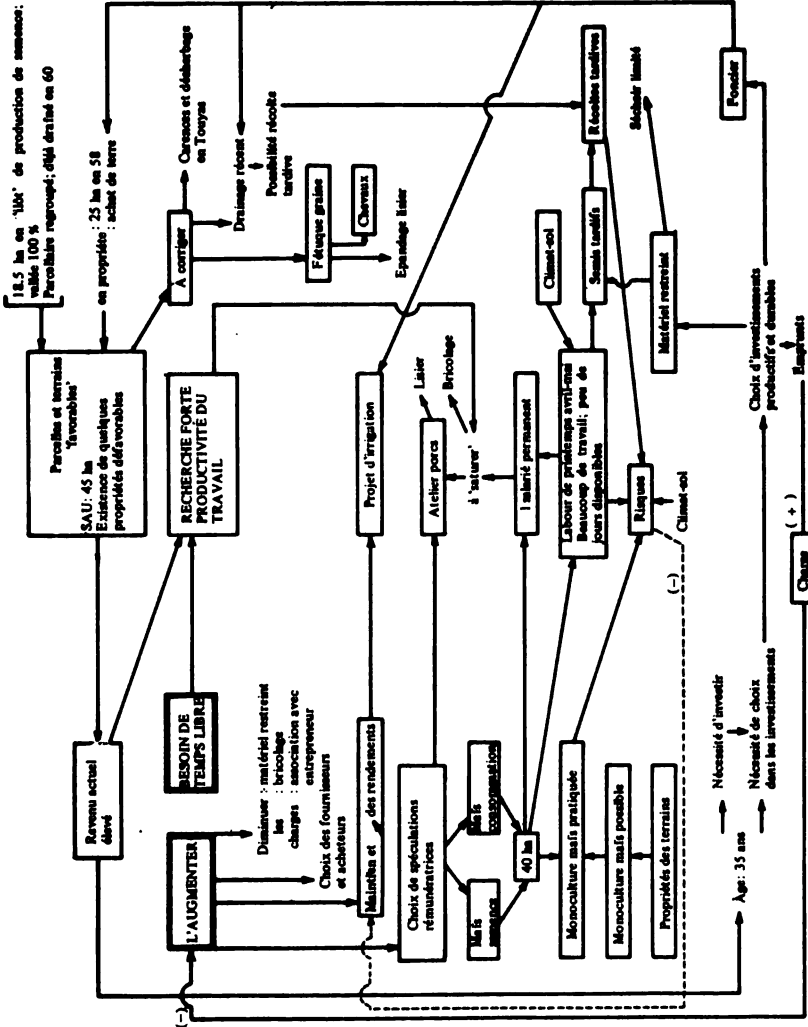 18.5 ha en "îlôt" de production de semence:
vallée 100 %
Parcellaire regroupé; déjà drainé en 60
en propriété : 25 ha en 58
: achat de terre
Parcelles et terrains
'favorables'
SAU: 45 ha
Existence de quelques
propriétés défavorables
A corriger
Carences et désherbage
en Touyas
Drainage récent
Possibilité récolte
tardive
Fétuque graine
Chevaux
Epandage lisier
Revenu actuel
élevé
BESOIN DE
TEMPS LIBRE
RECHERCHE FORTE
PRODUCTIVITÉ DU
TRAVAIL
L'AUGMENTER
Diminuer :- matériel restreint
les : bricolage
charges : association avec
entrepreneur
Choix des fournisseurs
et acheteurs
Maintien et des rendements
Projet d'irrigation
Choix de spéculations
rémunératrices
Atelier porcs
Lisier
Bricolage
à 'saturer'
Maïs
semence
Maïs
consommation
40 ha
1 salarié permanent
Climat-sol
Labour de printemps avril-mai
Beaucoup de travail; peu de
jours disponibles
Semis tardifs
Récoltes tardives
Monoculture maïs pratiquée
Monoculture maïs possible
Propriétés des terrains
Risques
Climat-sol
Matériel restreint
Séchoir limité
Foncier
(-)
(-)
Age: 35 ans
Nécessité d'investir
Nécessité de choix
dans les investissements
Choix d'investissements
productifs et durables
Emprunts
(+)
Charge